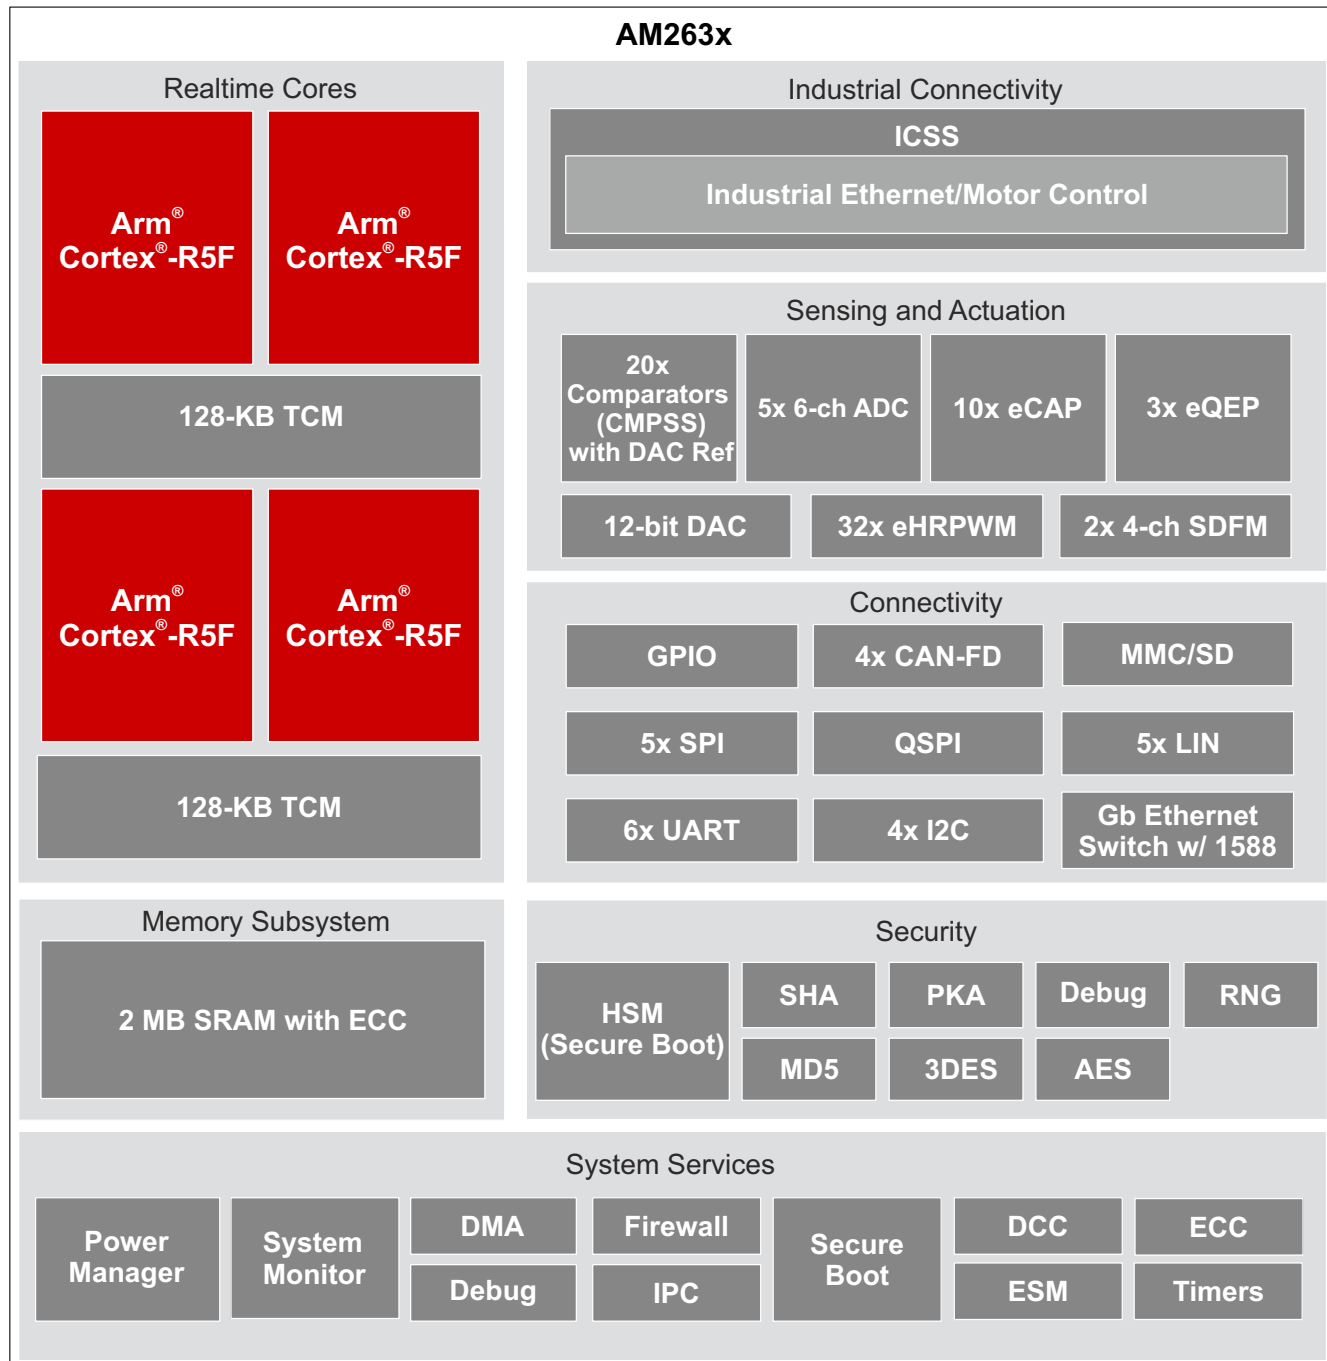 AM263x
Realtime Cores
Arm®
Cortex®-R5F
Arm®
Cortex®-R5F
128-KB TCM
Arm®
Cortex®-R5F
Arm®
Cortex®-R5F
128-KB TCM
Memory Subsystem
2 MB SRAM with ECC
Industrial Connectivity
ICSS
Industrial Ethernet/Motor Control
Sensing and Actuation
20x
Comparators
(CMPSS)
with DAC Ref
5x 6-ch ADC
10x eCAP
3x eQEP
12-bit DAC
32x eHRPWM
2x 4-ch SDFM
Connectivity
GPIO
4x CAN-FD
MMC/SD
5x SPI
QSPI
5x LIN
6x UART
4x I2C
Gb Ethernet
Switch w/ 1588
Security
HSM
(Secure Boot)
SHA
PKA
Debug
RNG
MD5
3DES
AES
System Services
Power
Manager
System
Monitor
DMA
Debug
Firewall
IPC
Secure
Boot
DCC
ESM
ECC
Timers